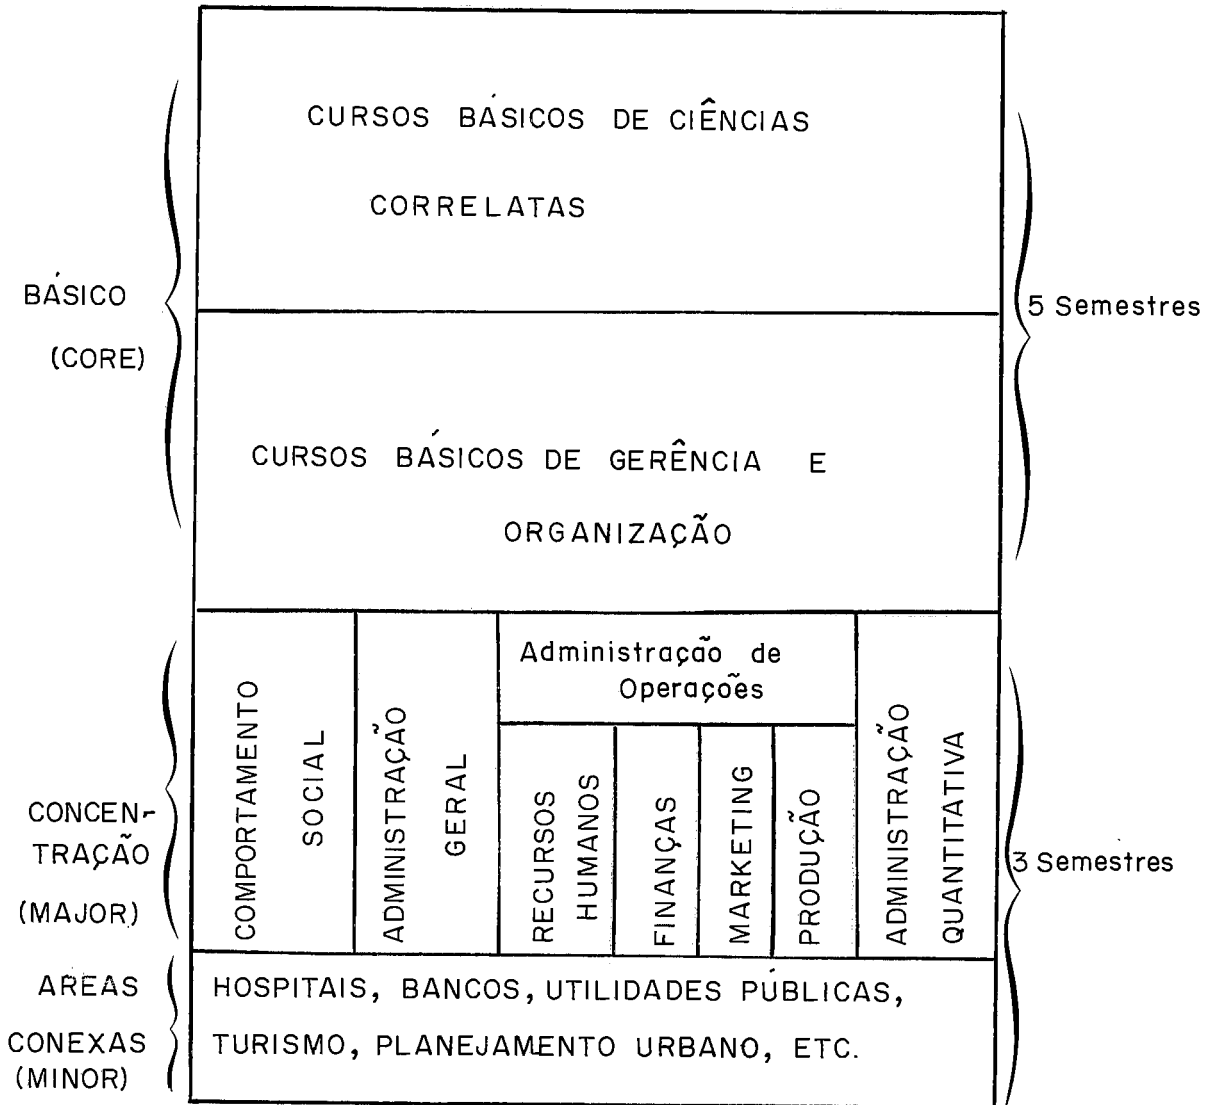 CURSOS BÁSICOS DE CIÊNCIAS
CORRELATAS
BÁSICO
(CORE)
5 Semestres
CURSOS BÁSICOS DE GERÊNCIA E
ORGANIZAÇÃO
CONCEN-
TRAÇÃO
(MAJOR)
COMPORTAMENTO
SOCIAL
ADMINISTRAÇÃO
GERAL
Administração de
Operações
RECURSOS
HUMANOS
FINANÇAS
MARKETING
PRODUÇÃO
ADMINISTRAÇÃO
QUANTITATIVA
3 Semestres
AREAS
CONEXAS
(MINOR)
HOSPITAIS, BANCOS, UTILIDADES PÚBLICAS,
TURISMO, PLANEJAMENTO URBANO, ETC.